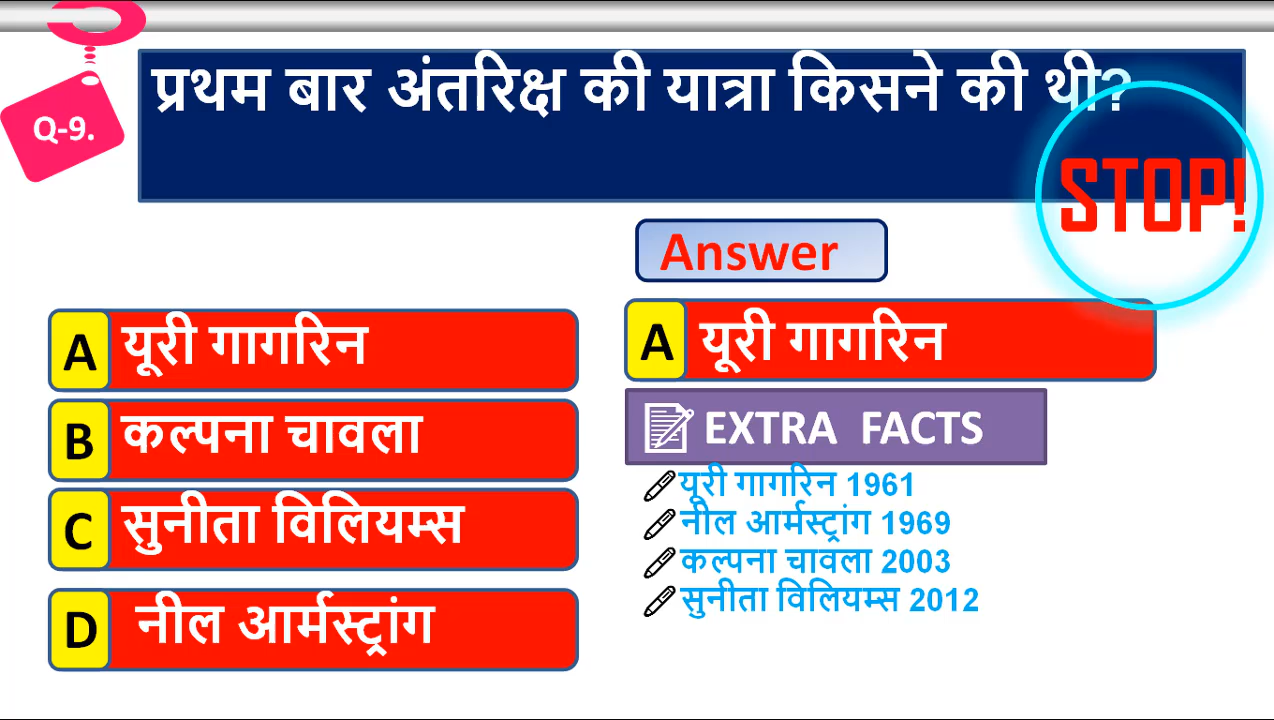 Q-9.
प्रथम बार अंतरिक्ष की यात्रा किसने की थी?
STOP!
Answer
A यूरी गागरिन
B कल्पना चावला
C सुनीता विलियम्स
D नील आर्मस्ट्रांग
A यूरी गागरिन
EXTRA FACTS
यूरी गागरिन 1961
नील आर्मस्ट्रांग 1969
कल्पना चावला 2003
सुनीता विलियम्स 2012